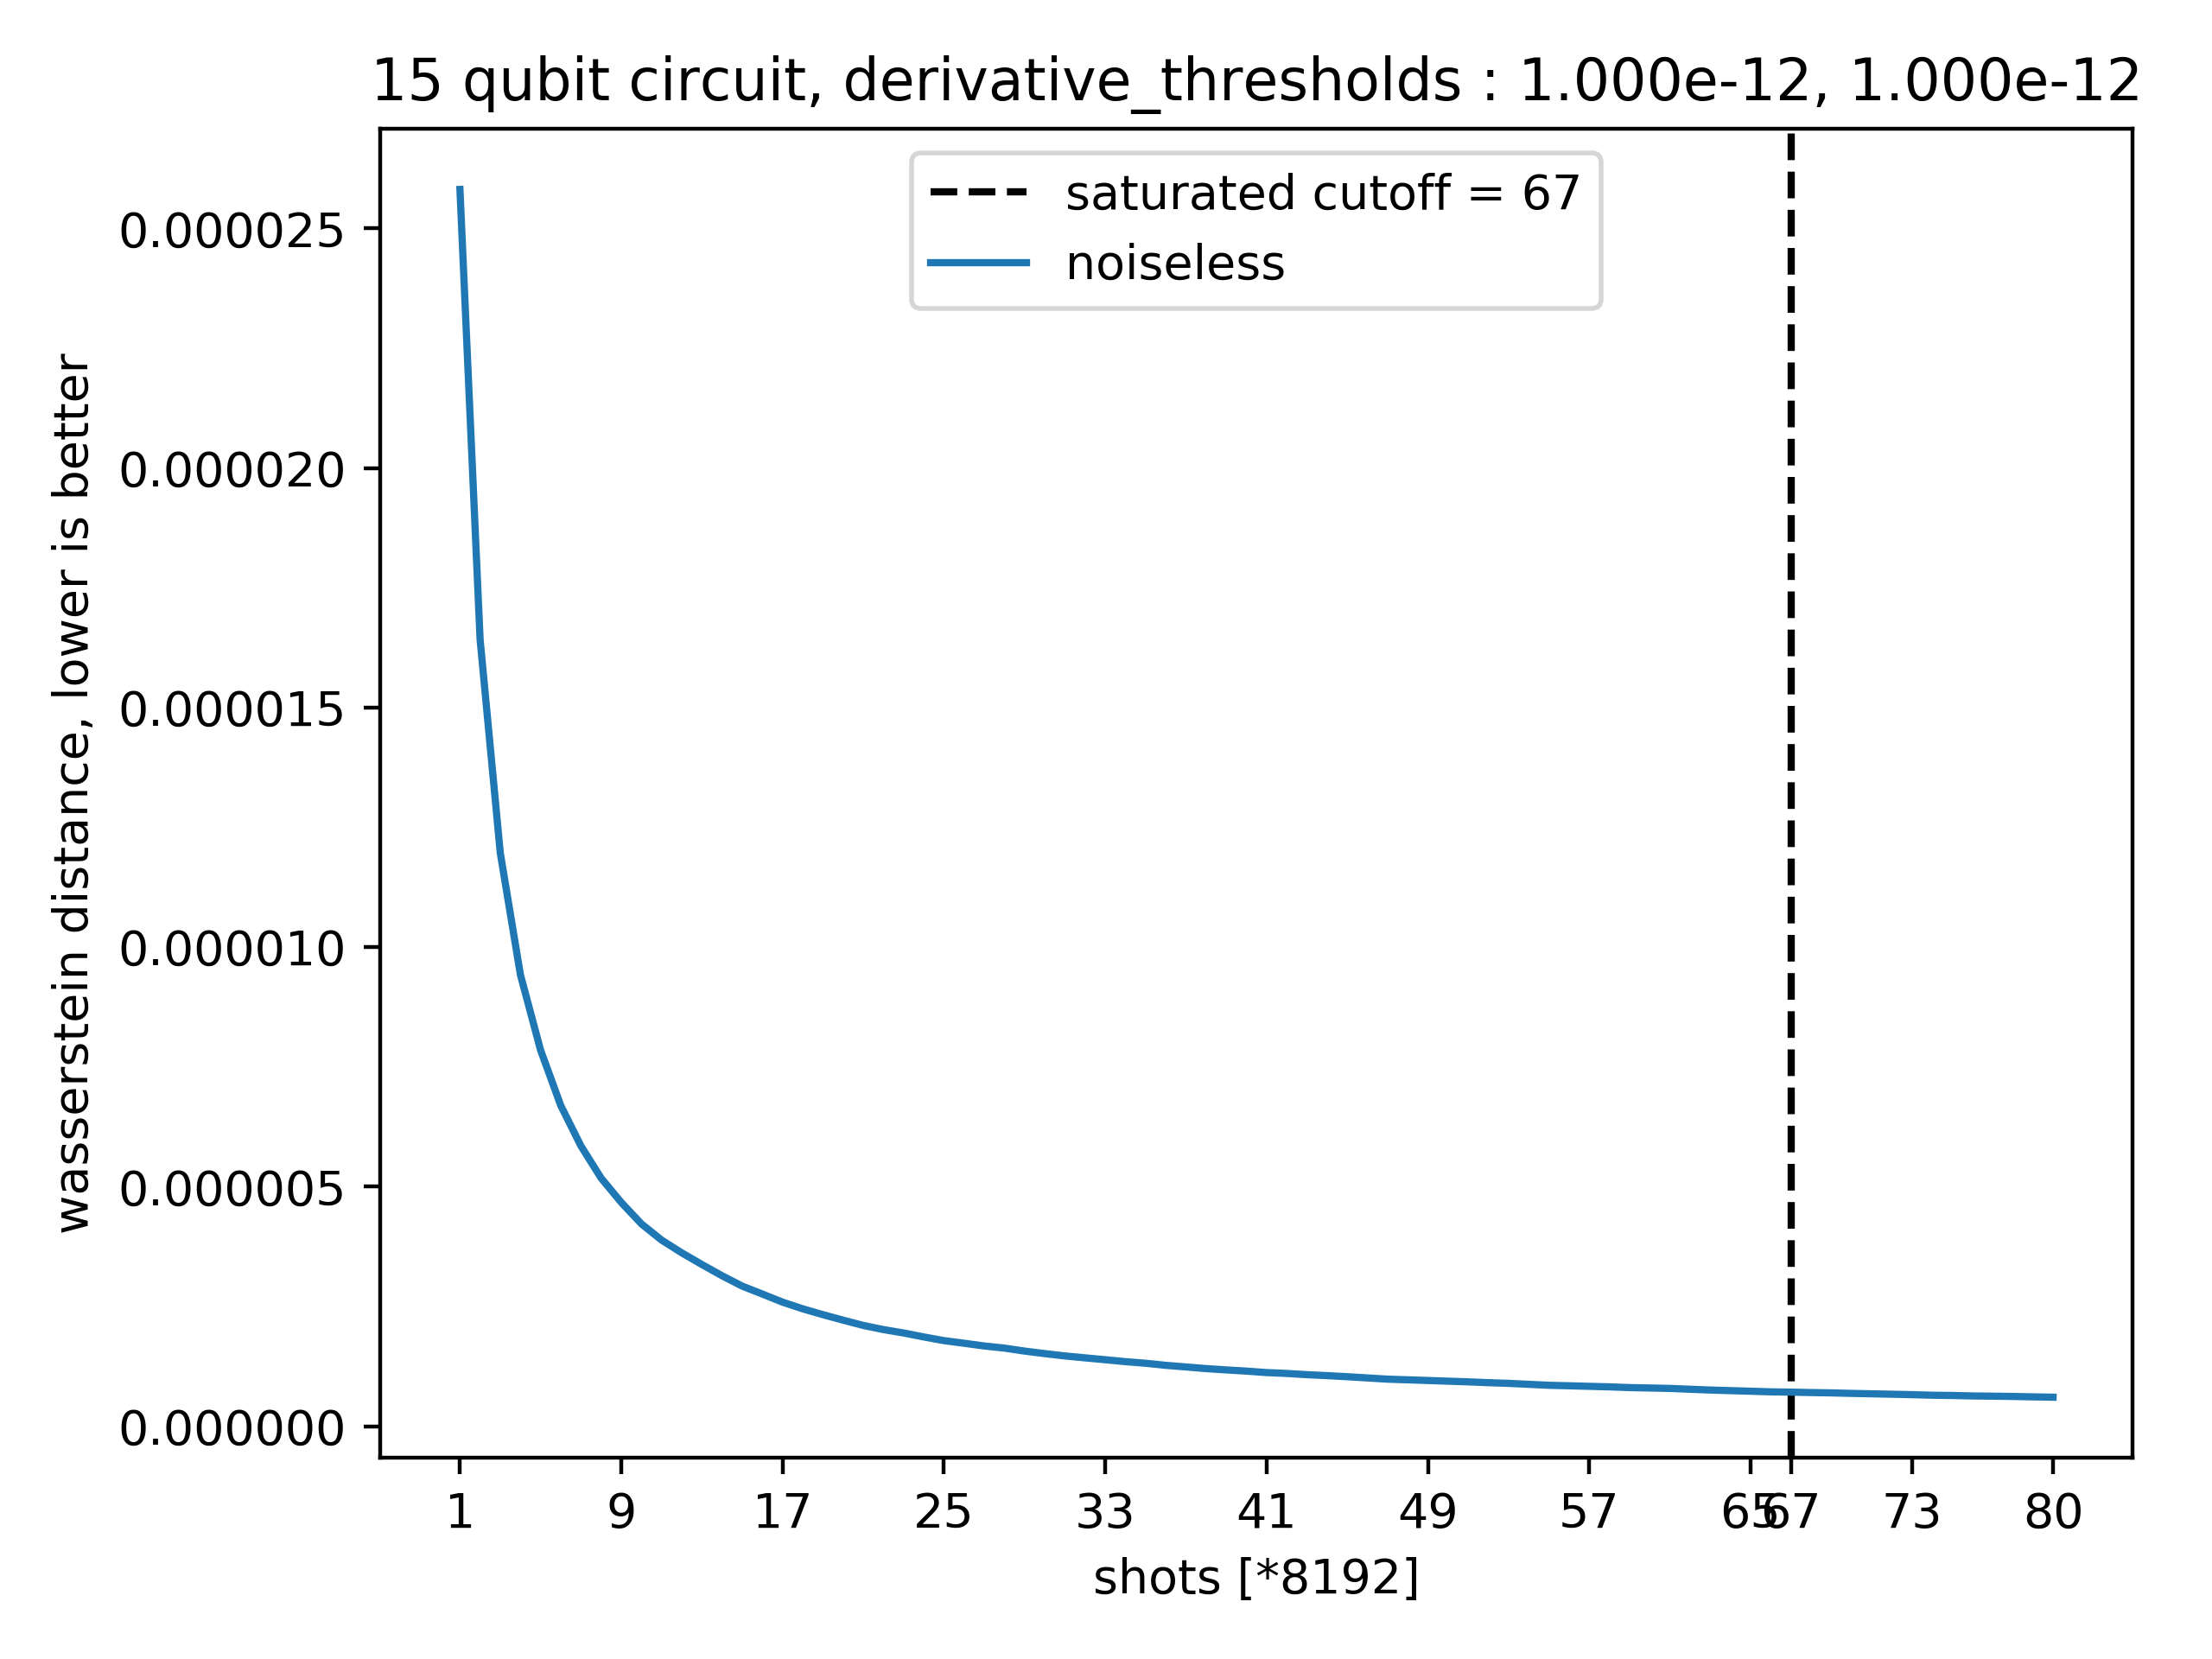 15 qubit circuit, derivative_thresholds : 1.000e-12, 1.000e-12
saturated cutoff = 67
noiseless
wasserstein distance, lower is better
0.000025
0.000020
0.000015
0.000010
0.000005
0.000000
1 9 17 25 33 41 49 57 65 67 73 80
shots [*8192]